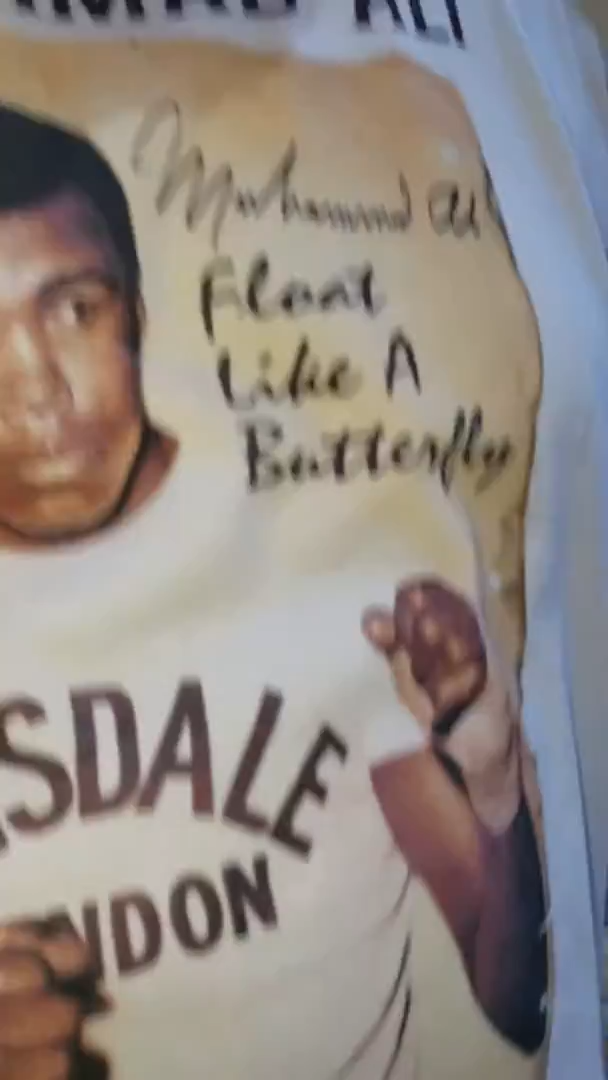 ALI
Muhammad Ali
Float
Like A
Butterfly
SDALE
NDON